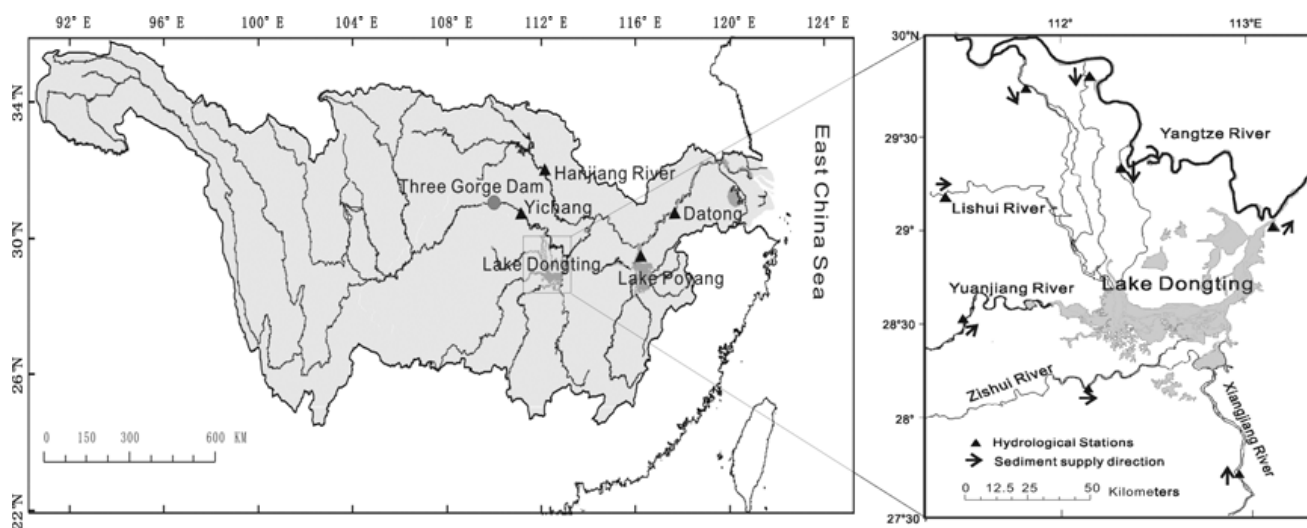 92° E
96° E
100° E
104° E
108° E
112° E
116° E
120° E
124° E
34°N
30°N
26°N
22°N
Hanjiang River
Three Gorge Dam
Yichang
Datong
Lake Dongting
Lake Poyang
East China Sea
0 150 300 600 KM
112°
113°
30°N
29°30
29°
28°30
28°
27°30
Yangtze River
Lishui River
Lake Dongting
Yuanjiang River
Zishui River
Xiangjiang River
Hydrological Stations
Sediment supply direction
0 12.5 25 50 Kilometers